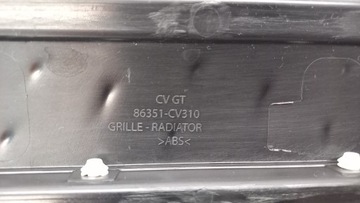 CV GT
86351-CV310
GRILLE - RADIATOR
>ABS<